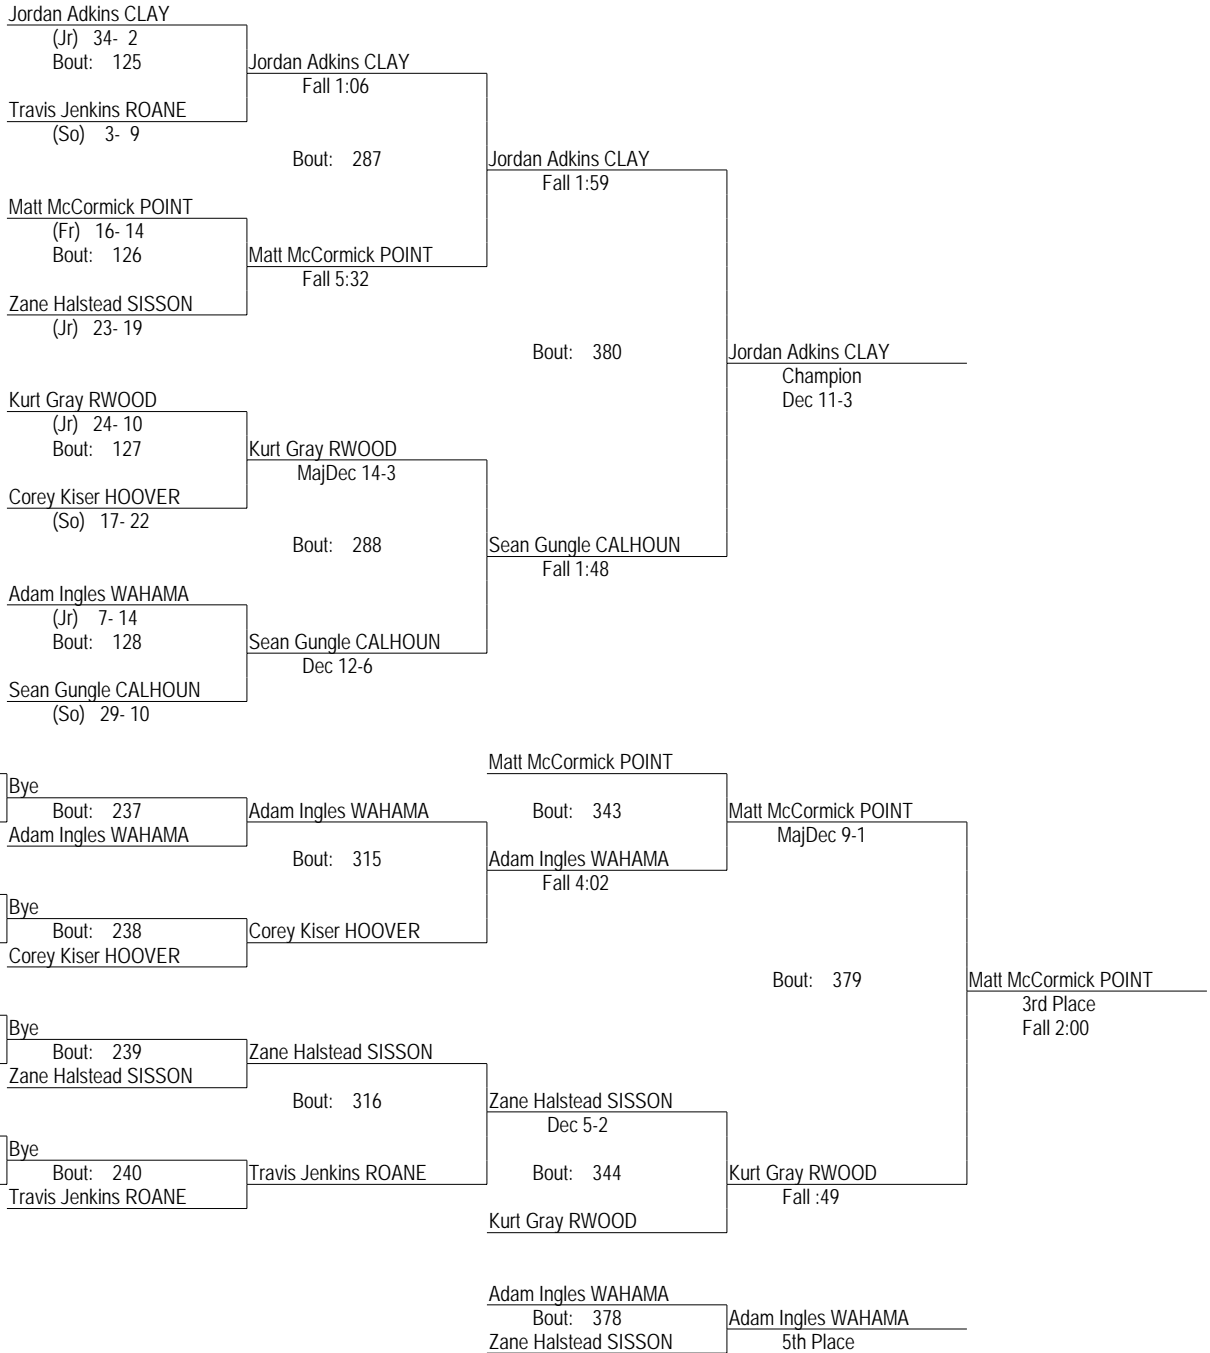 Jordan Adkins CLAY
(Jr) 34- 2
Bout: 125
Jordan Adkins CLAY
Fall 1:06
Travis Jenkins ROANE
(So) 3- 9
Bout: 287
Jordan Adkins CLAY
Fall 1:59
Matt McCormick POINT
(Fr) 16- 14
Bout: 126
Matt McCormick POINT
Fall 5:32
Zane Halstead SISSON
(Jr) 23- 19
Bout: 380
Jordan Adkins CLAY
Champion
Dec 11-3
Kurt Gray RWOOD
(Jr) 24- 10
Bout: 127
Kurt Gray RWOOD
MajDec 14-3
Corey Kiser HOOVER
(So) 17- 22
Bout: 288
Sean Gungle CALHOUN
Fall 1:48
Adam Ingles WAHAMA
(Jr) 7- 14
Bout: 128
Sean Gungle CALHOUN
Dec 12-6
Sean Gungle CALHOUN
(So) 29- 10
Matt McCormick POINT
Bye
Bout: 237
Adam Ingles WAHAMA
Adam Ingles WAHAMA
Bout: 343
Matt McCormick POINT
MajDec 9-1
Bout: 315
Adam Ingles WAHAMA
Fall 4:02
Bye
Bout: 238
Corey Kiser HOOVER
Corey Kiser HOOVER
Bout: 379
Matt McCormick POINT
3rd Place
Fall 2:00
Bye
Bout: 239
Zane Halstead SISSON
Zane Halstead SISSON
Bout: 316
Zane Halstead SISSON
Dec 5-2
Bye
Bout: 240
Travis Jenkins ROANE
Travis Jenkins ROANE
Bout: 344
Kurt Gray RWOOD
Fall :49
Kurt Gray RWOOD
Adam Ingles WAHAMA
Bout: 378
Adam Ingles WAHAMA
Zane Halstead SISSON
5th Place